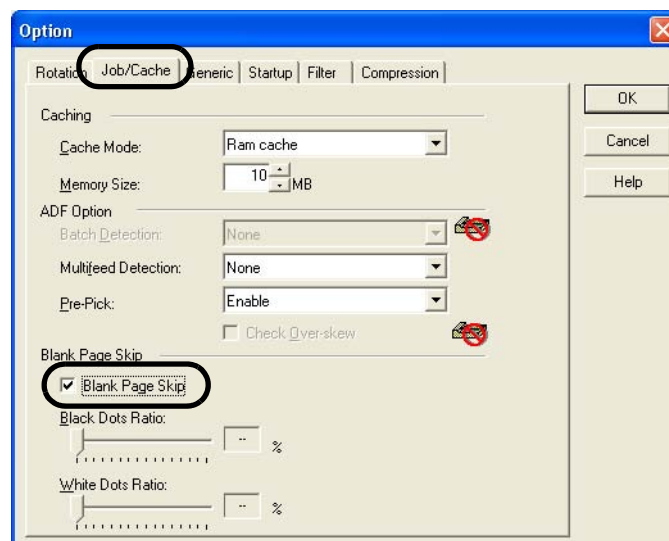 Option
Rotation Job/Cache Generic Startup Filter Compression
OK
Cancel
Help
Caching
Cache Mode: Ram cache
Memory Size: 10 MB
ADF Option
Batch Detection: None
Multifeed Detection: None
Pre-Pick: Enable
Check Over-skew
Blank Page Skip
Blank Page Skip
Black Dots Ratio:
-- %
White Dots Ratio:
-- %